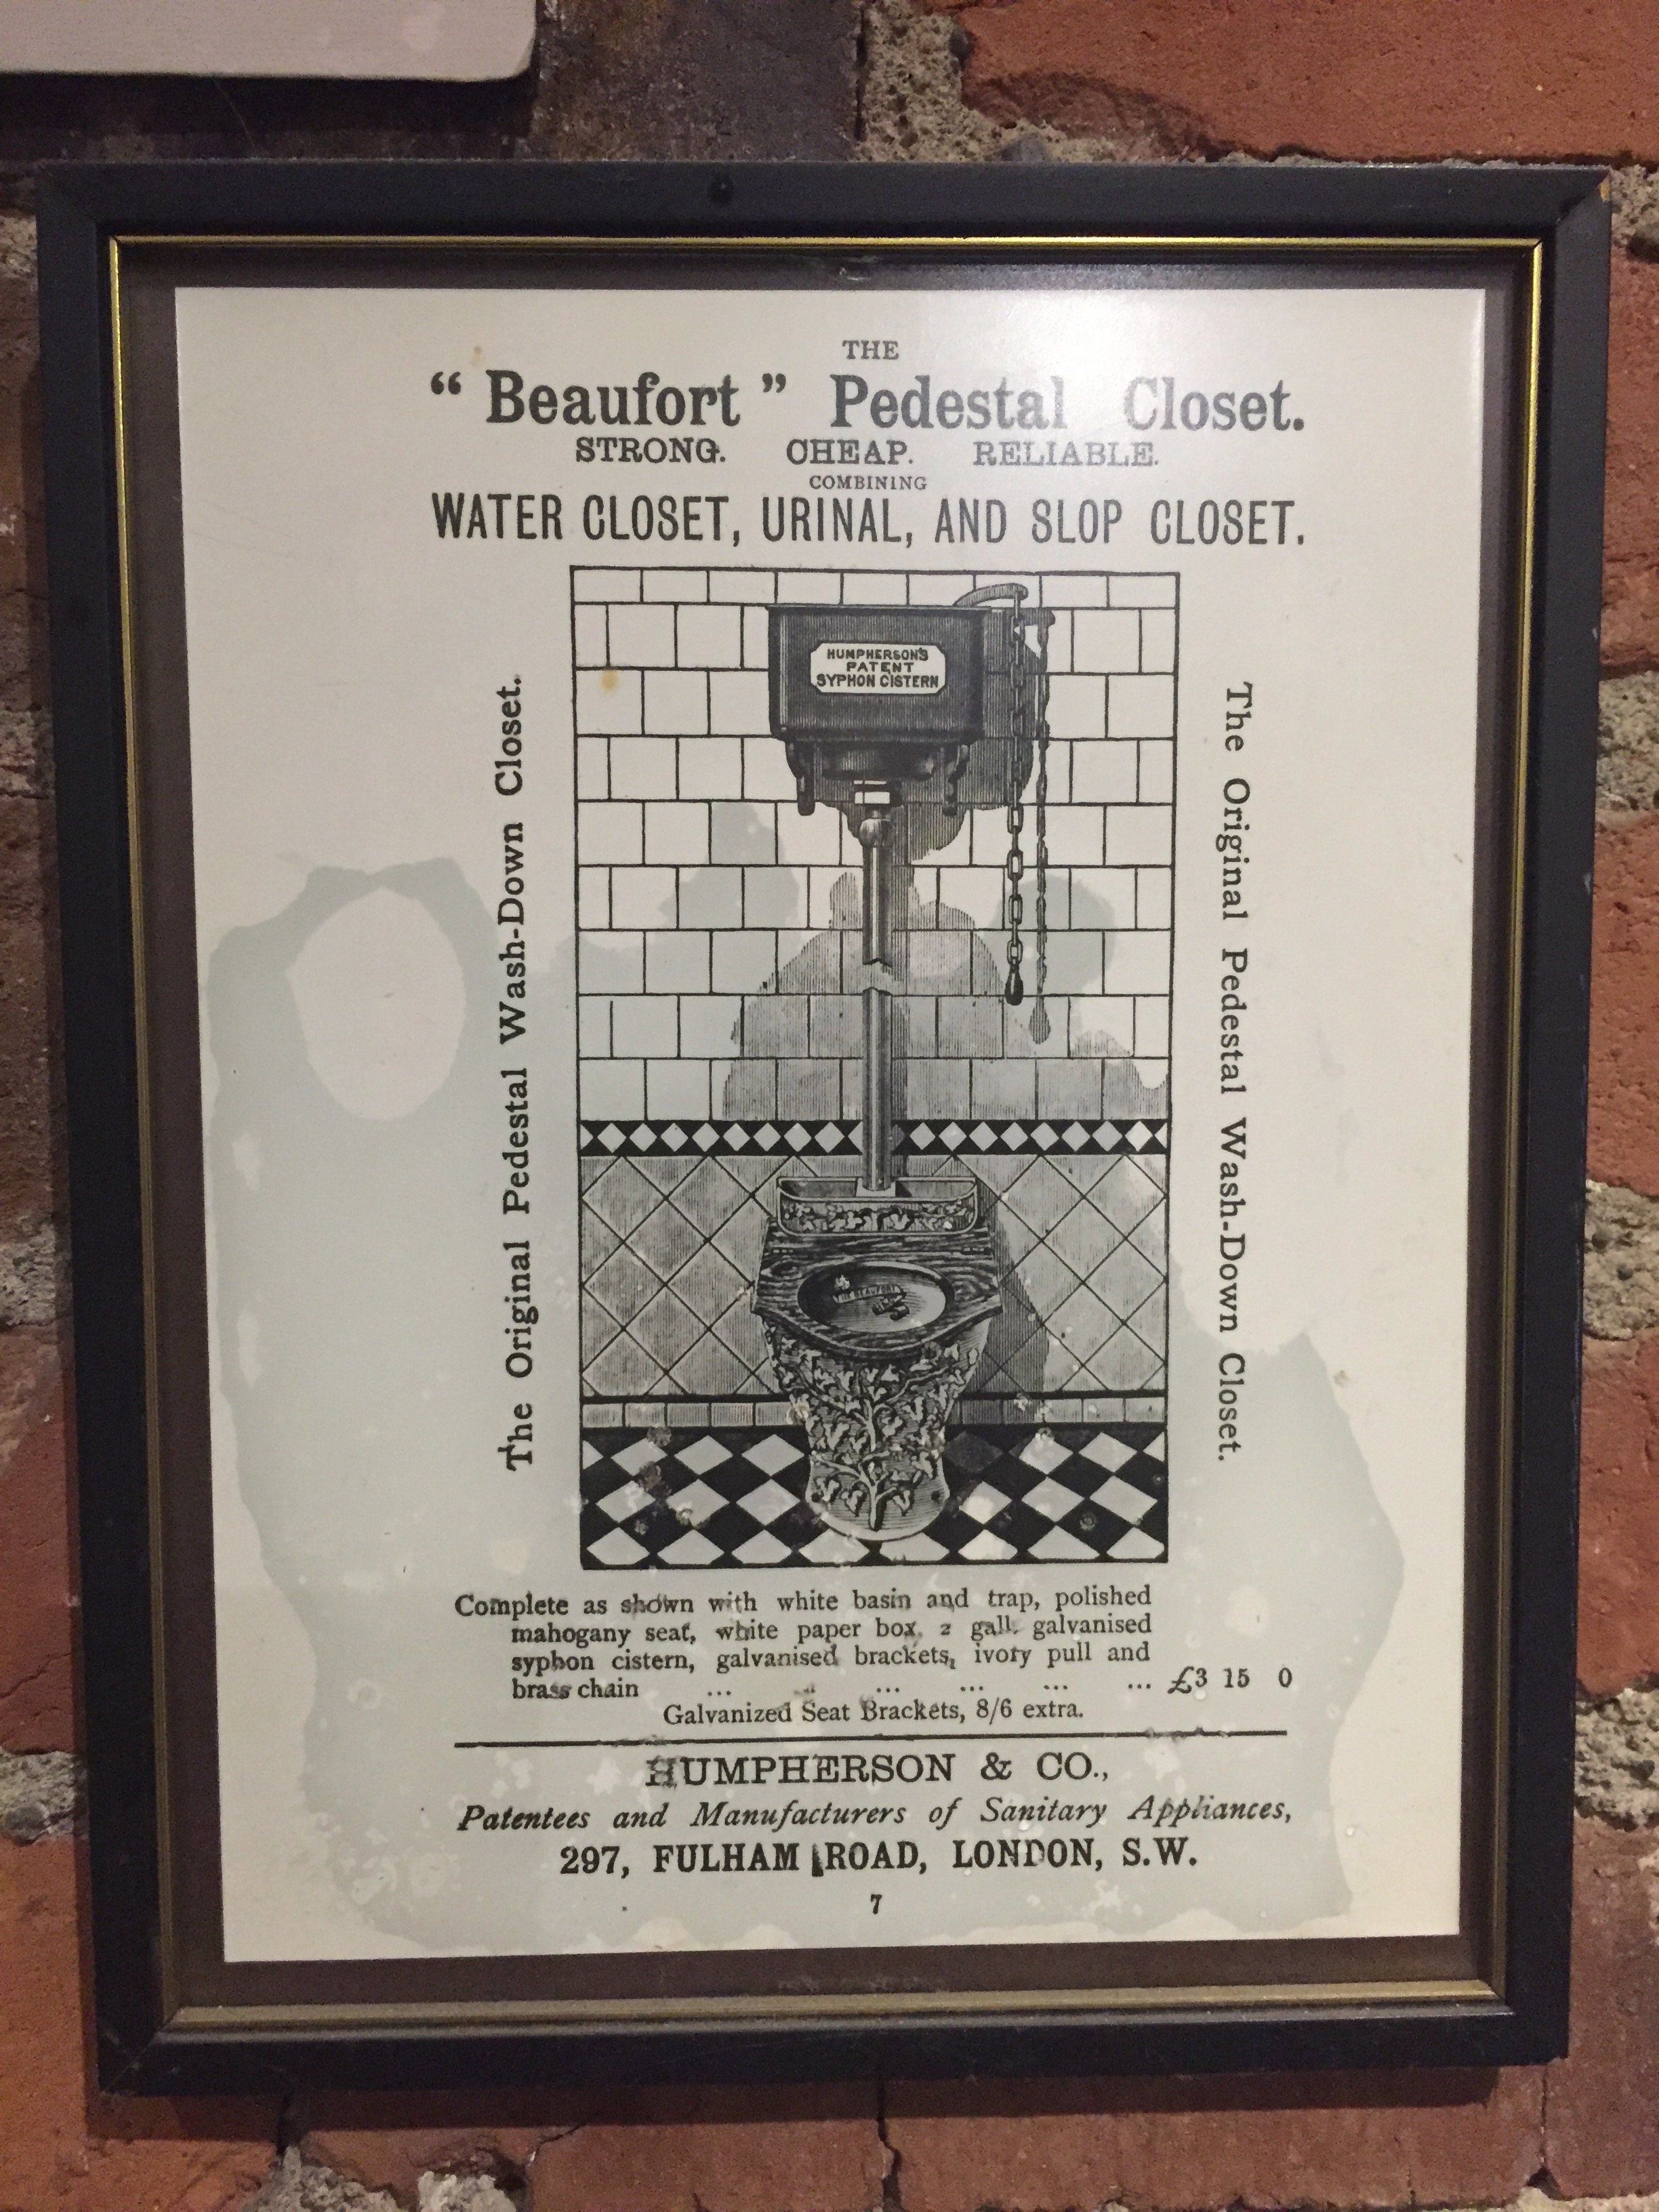 THE
“ Beaufort ” Pedestal Closet.
STRONG. CHEAP. RELIABLE.
COMBINING
WATER CLOSET, URINAL, AND SLOP CLOSET.
HUMPHERSON'S
PATENT
SYPHON CISTERN
The Original Pedestal Wash-Down Closet.
The Original Pedestal Wash-Down Closet.
THE BEAUFORT
Complete as shown with white basin and trap, polished
mahogany seat, white paper box, 2 gall. galvanised
syphon cistern, galvanised brackets, ivory pull and
brass chain ... ... ... ... ... ... £3 15 0
Galvanized Seat Brackets, 8/6 extra.
HUMPHERSON & CO.,
Patentees and Manufacturers of Sanitary Appliances,
297, FULHAM ROAD, LONDON, S.W.
7